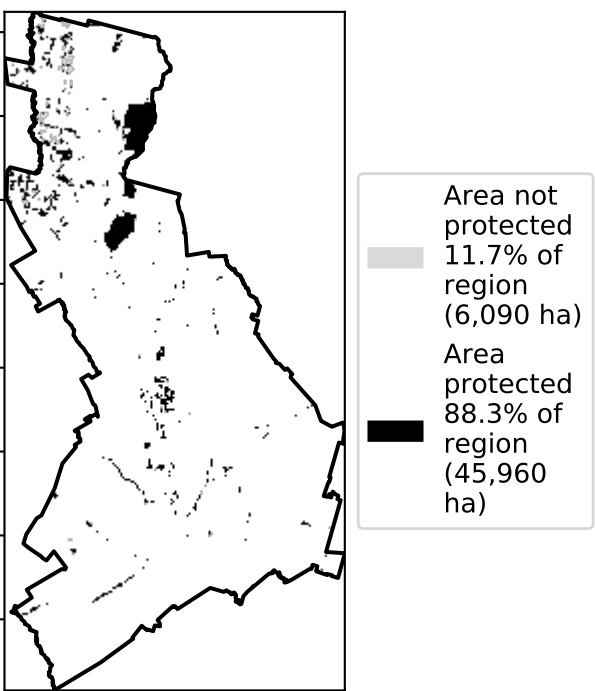 Area not
protected
11.7% of
region
(6,090 ha)
Area
protected
88.3% of
region
(45,960
ha)